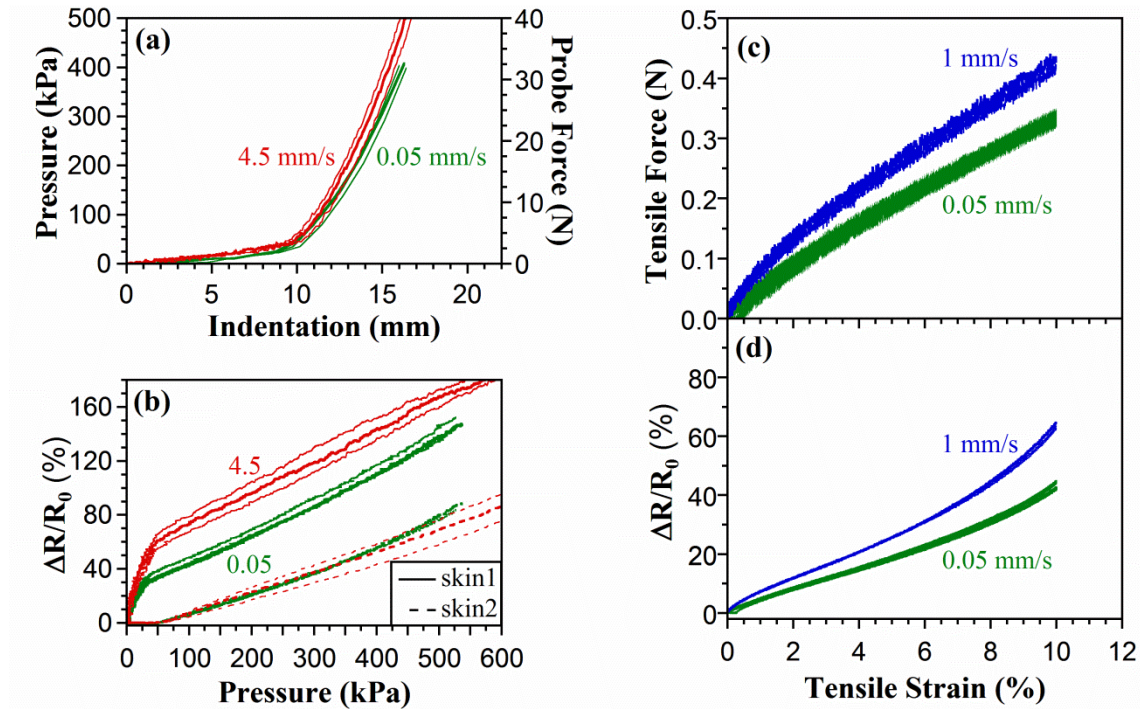 (a)
Pressure (kPa)
500
400
300
200
100
0
4.5 mm/s
0.05 mm/s
40
30
20
10
0
Probe Force (N)
0 5 10 15 20
Indentation (mm)
(b)
ΔR/R0 (%)
160
120
80
40
0
4.5
0.05
skin1
skin2
0 100 200 300 400 500 600
Pressure (kPa)
(c)
Tensile Force (N)
0.5
0.4
0.3
0.2
0.1
0.0
1 mm/s
0.05 mm/s
(d)
ΔR/R0 (%)
80
60
40
20
0
1 mm/s
0.05 mm/s
0 2 4 6 8 10 12
Tensile Strain (%)